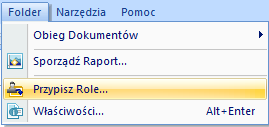 Folder Narzędzia Pomoc
Obieg Dokumentów
Sporządź Raport...
Przypisz Role...
Właściwości... Alt+Enter